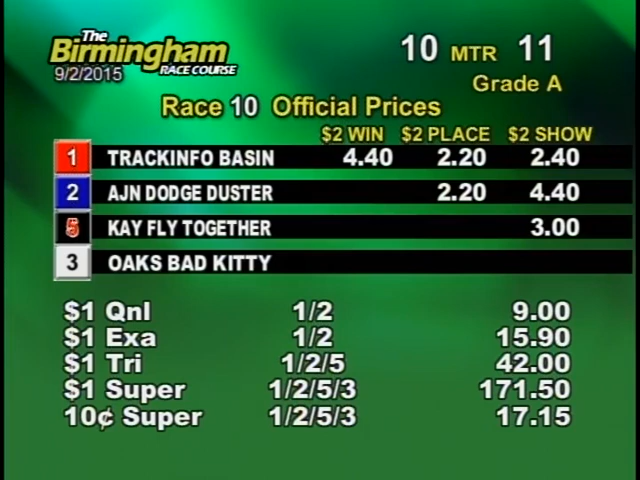 The
Birmingham
RACE COURSE
9/2/2015
10 MTR 11
Grade A
Race 10 Official Prices
$2 WIN $2 PLACE $2 SHOW
1 TRACKINFO BASIN 4.40 2.20 2.40
2 AJN DODGE DUSTER 2.20 4.40
5 KAY FLY TOGETHER 3.00
3 OAKS BAD KITTY
$1 Qnl 1/2 9.00
$1 Exa 1/2 15.90
$1 Tri 1/2/5 42.00
$1 Super 1/2/5/3 171.50
10¢ Super 1/2/5/3 17.15